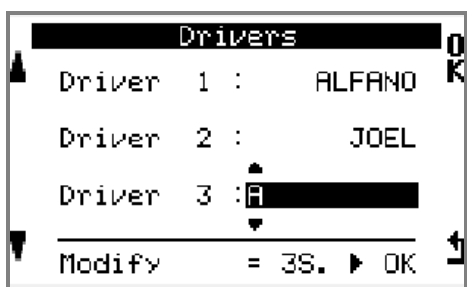 Drivers
OK
Driver 1 : ALFANO
Driver 2 : JOEL
Driver 3 : A
Modify = 3S. ▶ OK